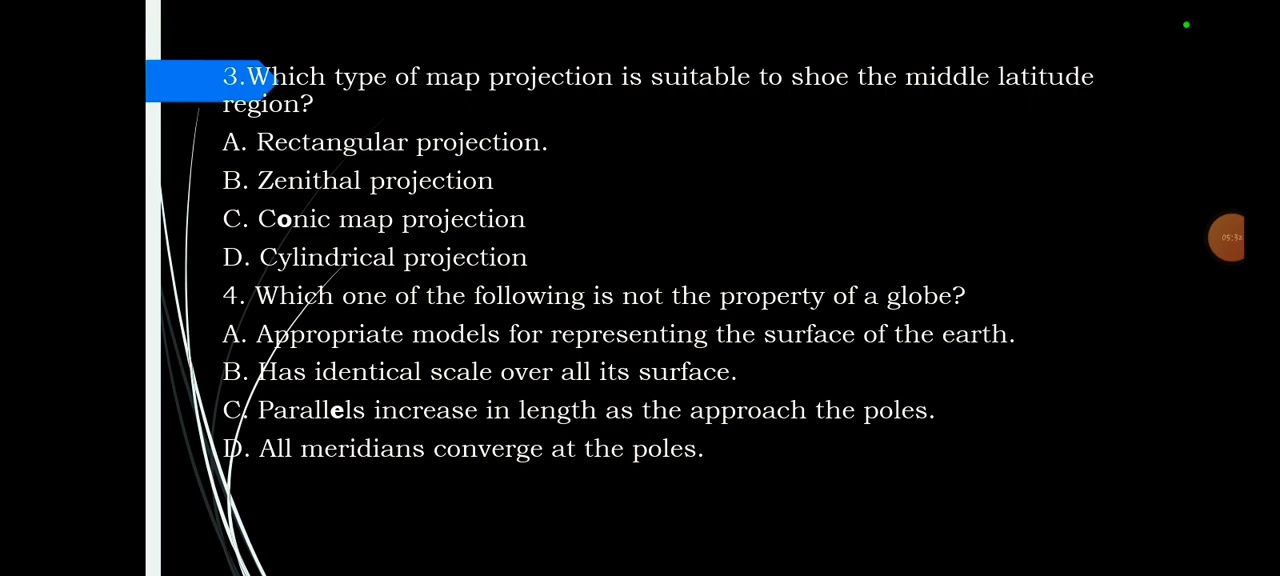 3.Which type of map projection is suitable to shoe the middle latitude
region?
A. Rectangular projection.
B. Zenithal projection
C. Conic map projection
D. Cylindrical projection
4. Which one of the following is not the property of a globe?
A. Appropriate models for representing the surface of the earth.
B. Has identical scale over all its surface.
C. Parallels increase in length as the approach the poles.
D. All meridians converge at the poles.
05:32